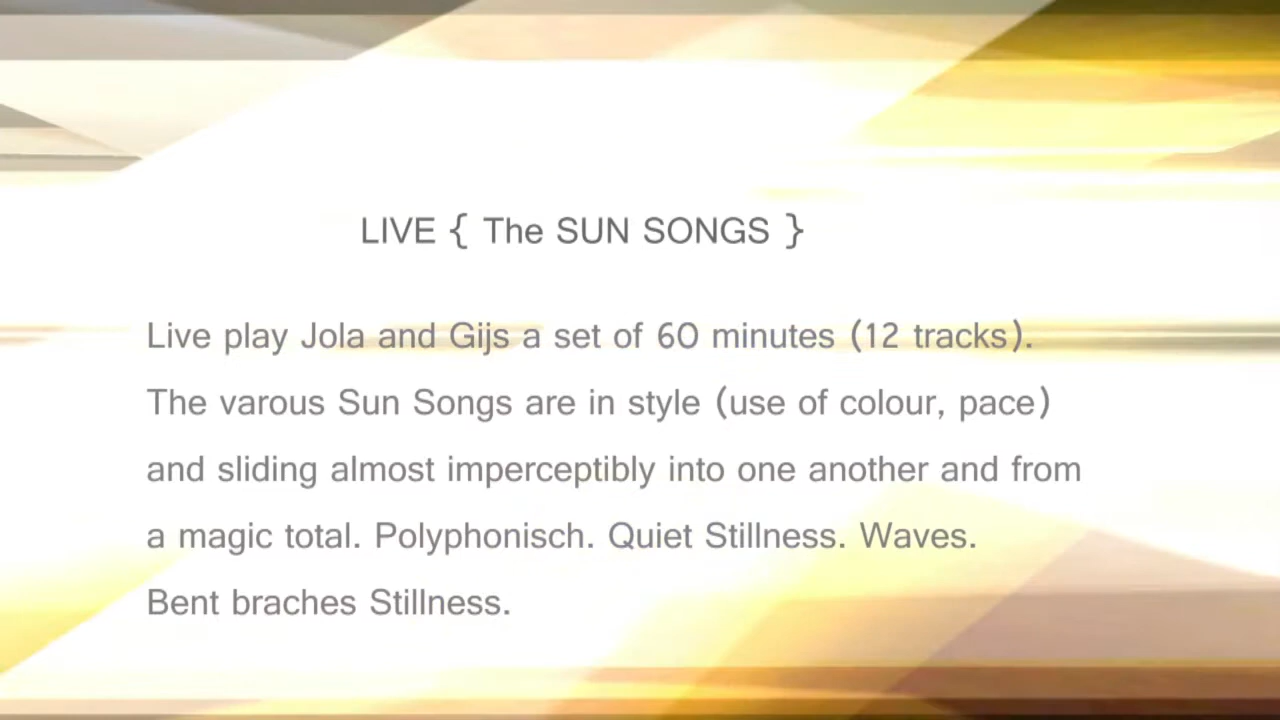 LIVE { The SUN SONGS }
Live play Jola and Gijs a set of 60 minutes (12 tracks).
The varous Sun Songs are in style (use of colour, pace)
and sliding almost imperceptibly into one another and from
a magic total. Polyphonisch. Quiet Stillness. Waves.
Bent braches Stillness.